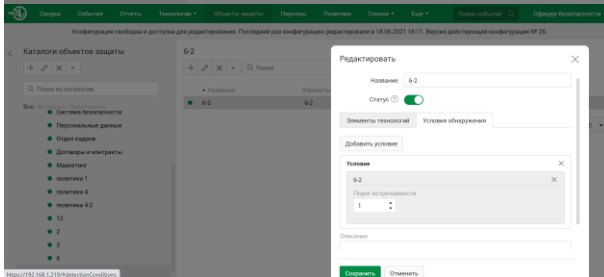 Сводка События Отчеты Технологии Объекты защиты Персоны Политики Списки Еще Поиск событий Офицер безопасности
Конфигурация свободна и доступна для редактирования. Последний раз конфигурацию редактировали в 18.06.2021 16:11. Версия действующей конфигурации № 26.
Каталоги объектов защиты
Поиск по каталогам
Все
Система безопасности
Персональные данные
Отдел кадров
Договоры и контракты
Маркетинг
политика 1
политика 4
политика 4-2
12
2
3
6
https://192.168.1.219/#detectionConditions
6-2
Поиск
Название
6-2 6-2
Редактировать
Название 6-2
Статус
Элементы технологий Условия обнаружения
Добавить условие
Условия
6-2
Порог встречаемости
1
Описание
Сохранить Отменить